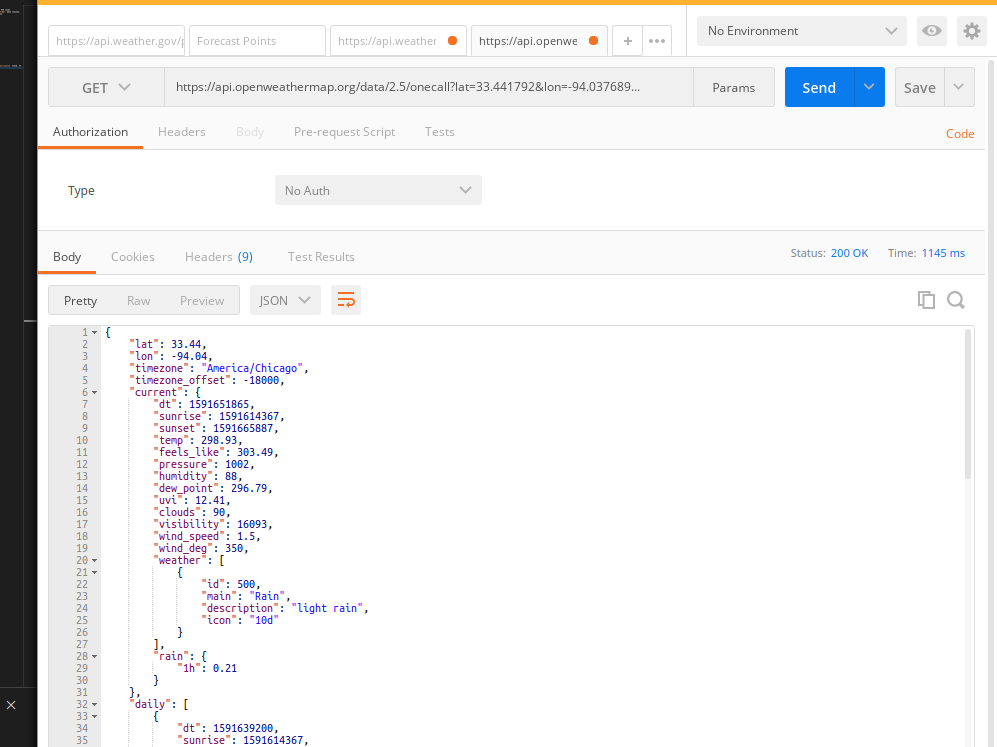 https://api.weather.gov/p
Forecast Points
https://api.weather
https://api.openwe
No Environment
GET
https://api.openweathermap.org/data/2.5/onecall?lat=33.441792&lon=-94.037689...
Params
Send
Save
Authorization
Headers
Body
Pre-request Script
Tests
Code
Type
No Auth
Body
Cookies
Headers (9)
Test Results
Status: 200 OK
Time: 1145 ms
Pretty
Raw
Preview
JSON
1 {
2 "lat": 33.44,
3 "lon": -94.04,
4 "timezone": "America/Chicago",
5 "timezone_offset": -18000,
6 "current": {
7 "dt": 1591651865,
8 "sunrise": 1591614367,
9 "sunset": 1591665887,
10 "temp": 298.93,
11 "feels_like": 303.49,
12 "pressure": 1002,
13 "humidity": 88,
14 "dew_point": 296.79,
15 "uvi": 12.41,
16 "clouds": 90,
17 "visibility": 16093,
18 "wind_speed": 1.5,
19 "wind_deg": 350,
20 "weather": [
21 {
22 "id": 500,
23 "main": "Rain",
24 "description": "light rain",
25 "icon": "10d"
26 }
27 ],
28 "rain": {
29 "1h": 0.21
30 }
31 },
32 "daily": [
33 {
34 "dt": 1591639200,
35 "sunrise": 1591614367,